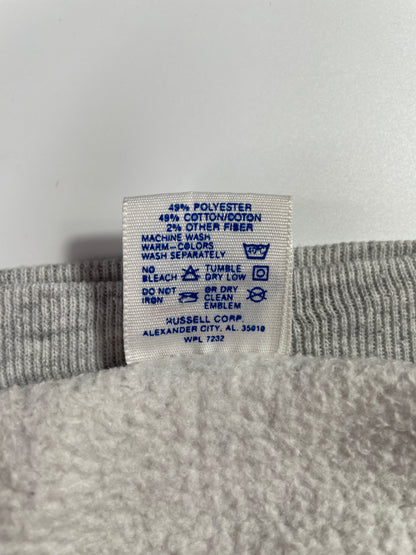 49% POLYESTER
49% COTTON/COTON
2% OTHER FIBER
MACHINE WASH
WARM-COLORS
WASH SEPARATELY
NO BLEACH TUMBLE DRY LOW
DO NOT IRON OR DRY CLEAN EMBLEM
RUSSELL CORP.
ALEXANDER CITY, AL. 35010
WPL 7232